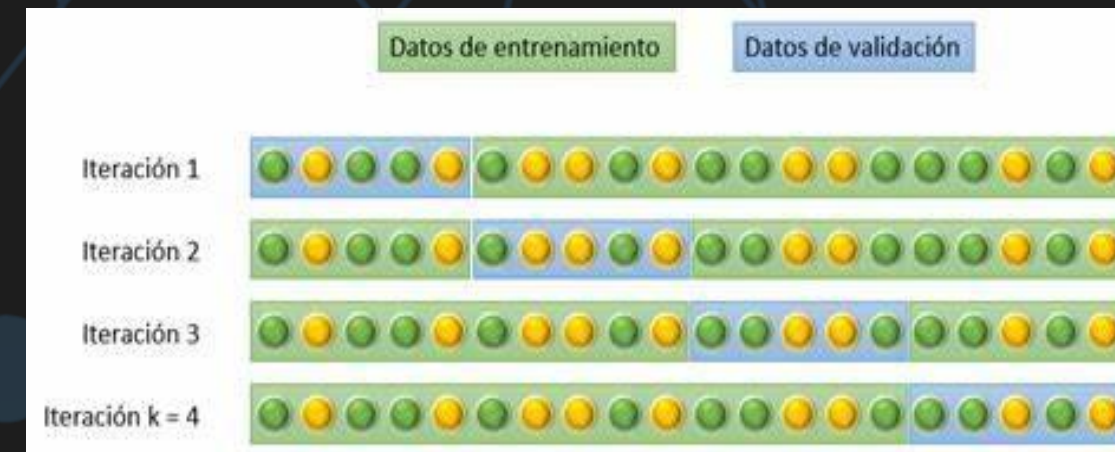 Datos de entrenamiento
Datos de validación
Iteración 1
Iteración 2
Iteración 3
Iteración k = 4